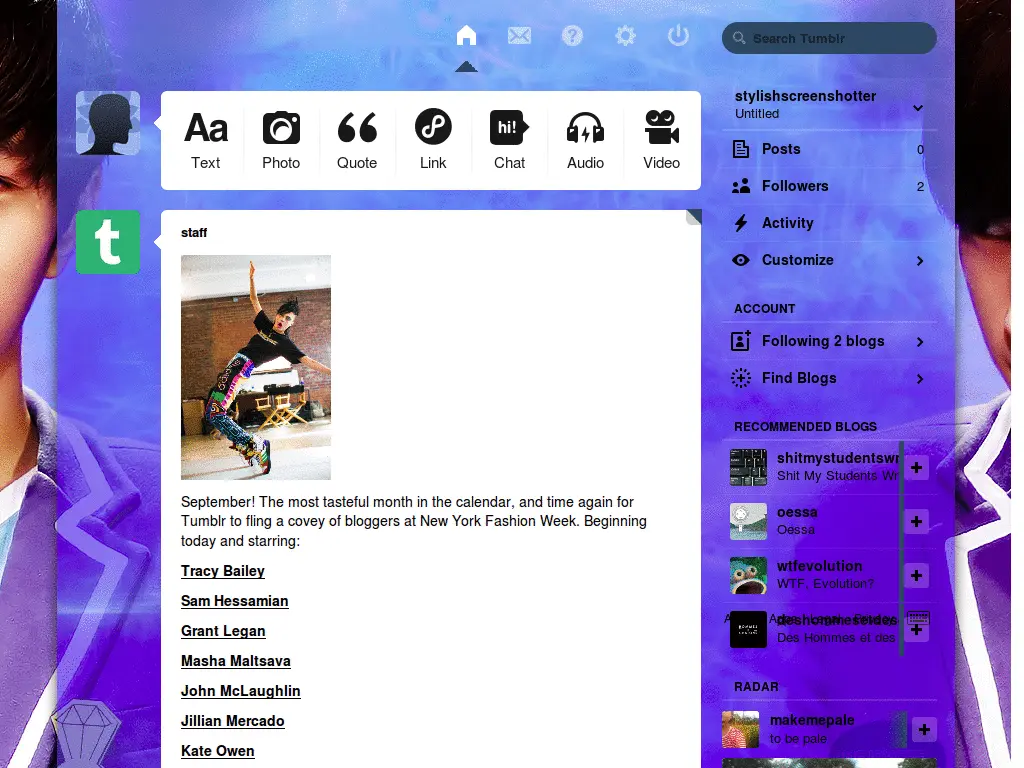 Search Tumblr
Aa
hi!
Text
Photo
Quote
Link
Chat
Audio
Video
t
staff
September! The most tasteful month in the calendar, and time again for
Tumblr to fling a covey of bloggers at New York Fashion Week. Beginning
today and starring:
Tracy Bailey
Sam Hessamian
Grant Legan
Masha Maltsava
John McLaughlin
Jillian Mercado
Kate Owen
stylishscreenshotter
Untitled
Posts 0
Followers 2
Activity
Customize
ACCOUNT
Following 2 blogs
Find Blogs
RECOMMENDED BLOGS
shitmystudentswr
Shit My Students Wr
oessa
Oessa
wtfevolution
WTF, Evolution?
deshommesetdes
Des Hommes et des
RADAR
makemepale
to be pale